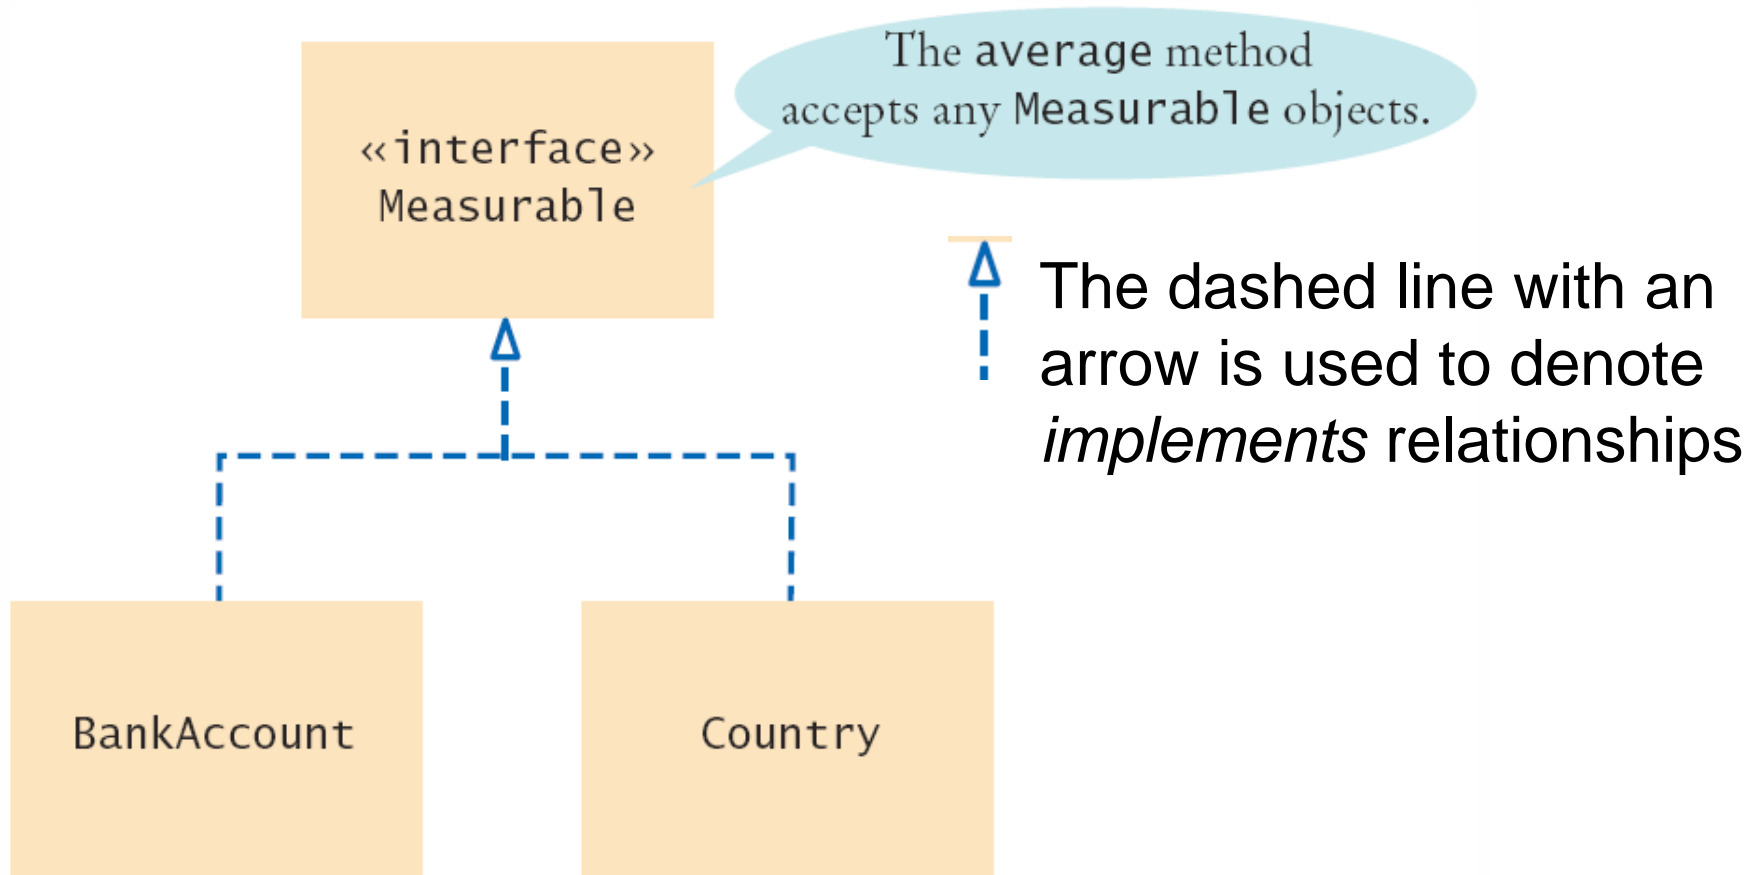 The average method
accepts any Measurable objects.
«interface»
Measurable
The dashed line with an
arrow is used to denote
implements relationships
BankAccount
Country